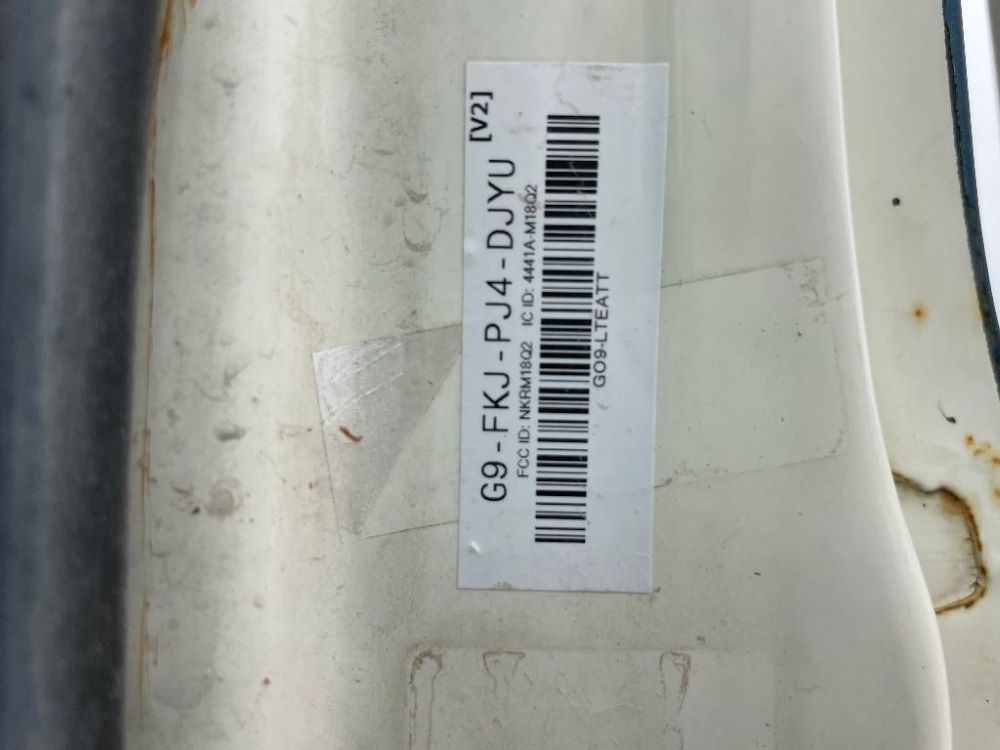 G9-FKJ-PJ4-DJYU [V2]
FCC ID: NKRM18Q2 IC ID: 4441A-M18Q2
GO9-LTEATT